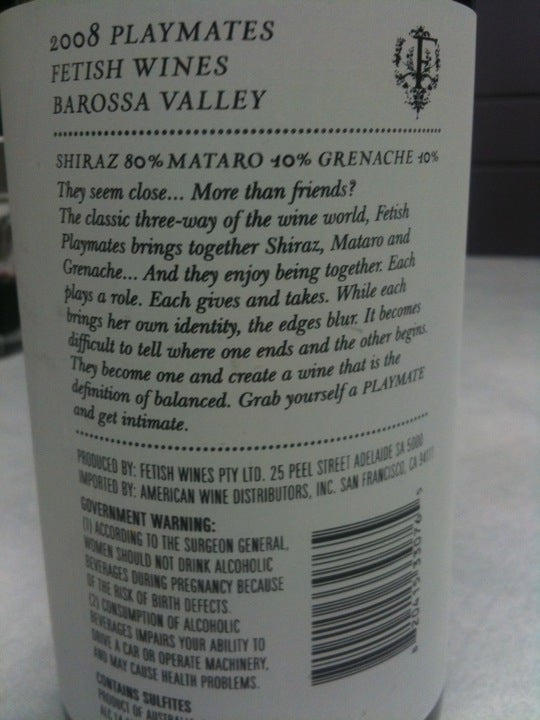 2008 PLAYMATES
FETISH WINES
BAROSSA VALLEY
SHIRAZ 80% MATARO 10% GRENACHE 10%
They seem close... More than friends?
The classic three-way of the wine world, Fetish
Playmates brings together Shiraz, Mataro and
Grenache... And they enjoy being together. Each
plays a role. Each gives and takes. While each
brings her own identity, the edges blur. It becomes
difficult to tell where one ends and the other begins.
They become one and create a wine that is the
definition of balanced. Grab yourself a PLAYMATE
and get intimate.
PRODUCED BY: FETISH WINES PTY LTD. 25 PEEL STREET ADELAIDE SA 5000
IMPORTED BY: AMERICAN WINE DISTRIBUTORS, INC. SAN FRANCISCO, CA 94111
GOVERNMENT WARNING:
(1) ACCORDING TO THE SURGEON GENERAL,
WOMEN SHOULD NOT DRINK ALCOHOLIC
BEVERAGES DURING PREGNANCY BECAUSE
OF THE RISK OF BIRTH DEFECTS.
(2) CONSUMPTION OF ALCOHOLIC
BEVERAGES IMPAIRS YOUR ABILITY TO
DRIVE A CAR OR OPERATE MACHINERY,
AND MAY CAUSE HEALTH PROBLEMS.
CONTAINS SULFITES
PRODUCT OF